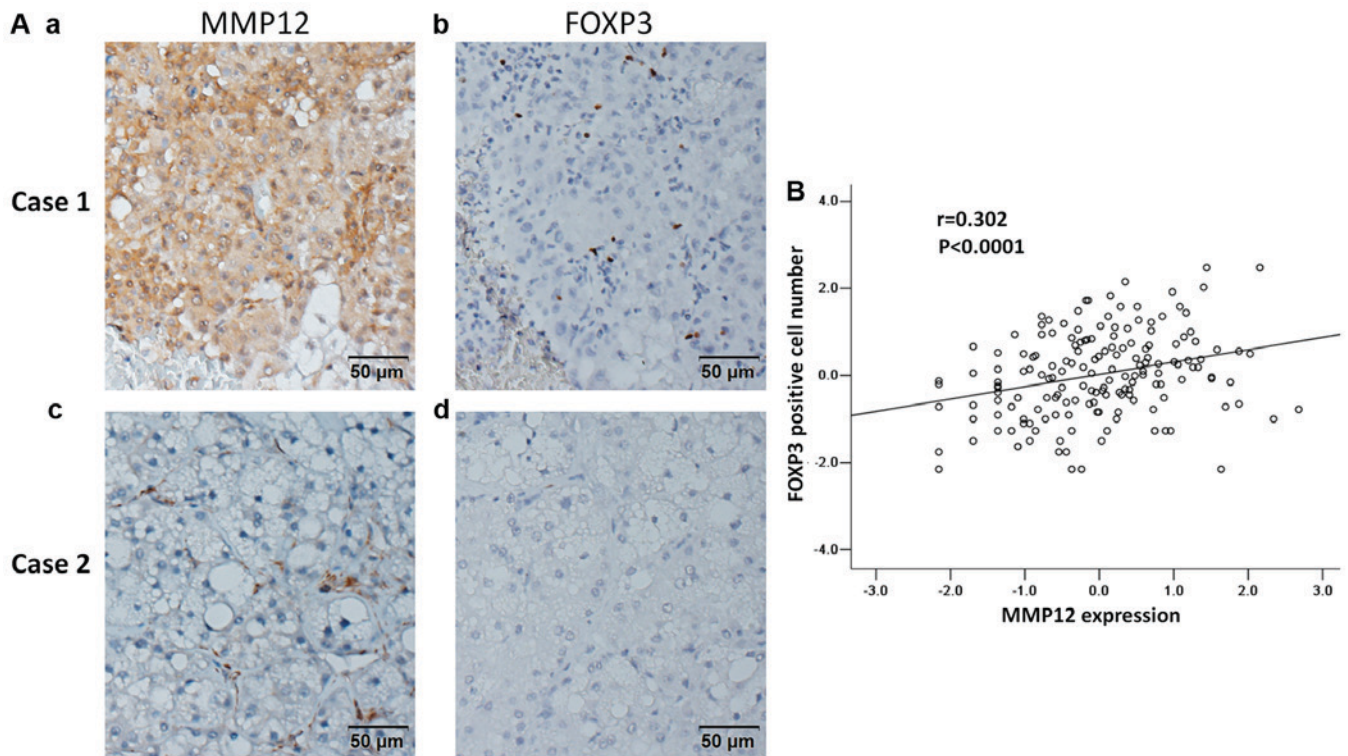 A a MMP12 b FOXP3
Case 1
50 µm
50 µm
c d
Case 2
50 µm
50 µm
B
r=0.302
P<0.0001
FOXP3 positive cell number
4.0
2.0
0.0
-2.0
-4.0
-3.0 -2.0 -1.0 0.0 1.0 2.0 3.0
MMP12 expression